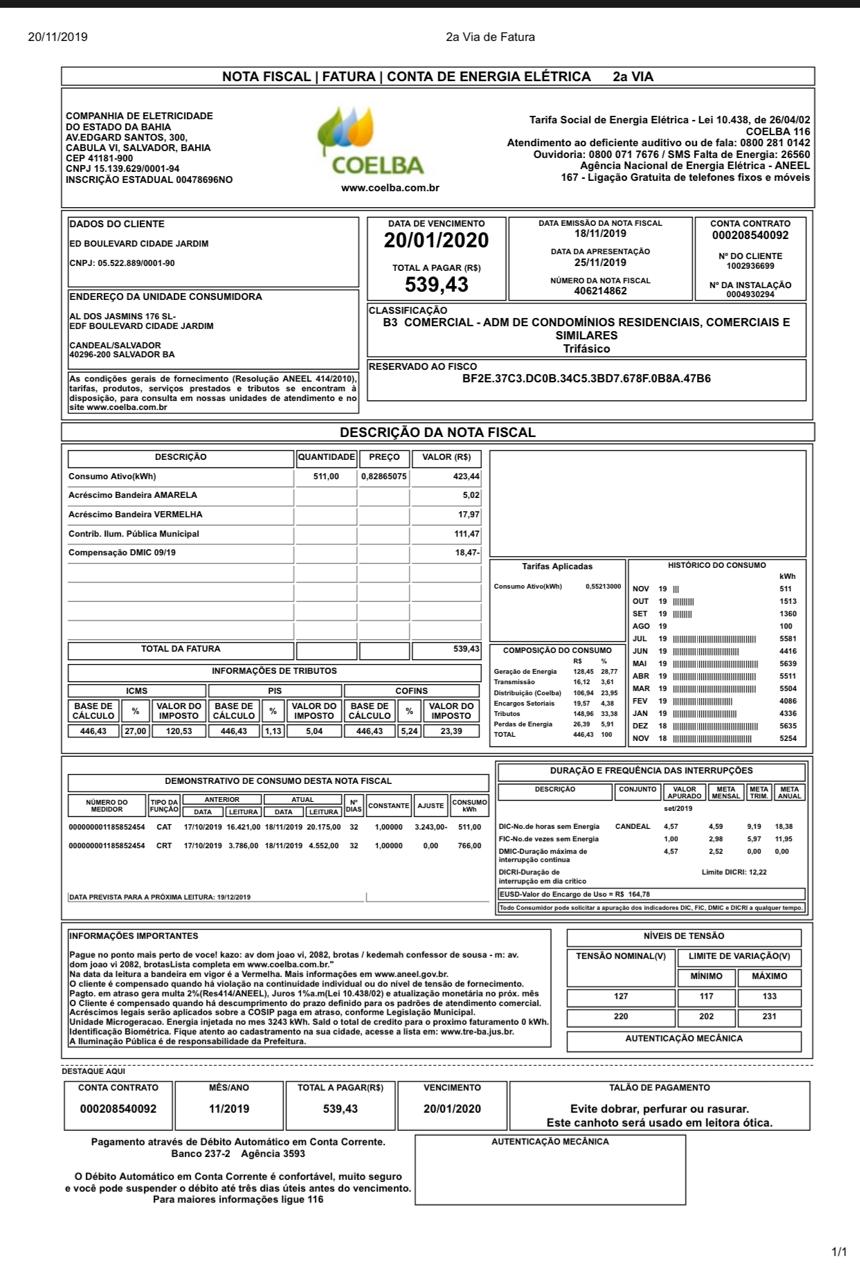 20/11/2019 2a Via de Fatura
NOTA FISCAL | FATURA | CONTA DE ENERGIA ELÉTRICA 2a VIA
COMPANHIA DE ELETRICIDADE
DO ESTADO DA BAHIA
AV.EDGARD SANTOS, 300,
CABULA VI, SALVADOR, BAHIA
CEP 41181-900
CNPJ 15.139.629/0001-94
INSCRIÇÃO ESTADUAL 00478696NO
COELBA
www.coelba.com.br
Tarifa Social de Energia Elétrica - Lei 10.438, de 26/04/02
COELBA 116
Atendimento ao deficiente auditivo ou de fala: 0800 281 0142
Ouvidoria: 0800 071 7676 / SMS Falta de Energia: 26560
Agência Nacional de Energia Elétrica - ANEEL
167 - Ligação Gratuita de telefones fixos e móveis
DADOS DO CLIENTE
ED BOULEVARD CIDADE JARDIM
CNPJ: 05.522.889/0001-90
ENDEREÇO DA UNIDADE CONSUMIDORA
AL DOS JASMINS 176 SL-
EDF BOULEVARD CIDADE JARDIM
CANDEAL/SALVADOR
40296-200 SALVADOR BA
As condições gerais de fornecimento (Resolução ANEEL 414/2010),
tarifas, produtos, serviços prestados e tributos se encontram à
disposição, para consulta em nossas unidades de atendimento e no
site www.coelba.com.br
DATA DE VENCIMENTO
20/01/2020
TOTAL A PAGAR (R$)
539,43
DATA EMISSÃO DA NOTA FISCAL
18/11/2019
DATA DA APRESENTAÇÃO
25/11/2019
NÚMERO DA NOTA FISCAL
406214862
CONTA CONTRATO
000208540092
Nº DO CLIENTE
1002936699
Nº DA INSTALAÇÃO
0004930294
CLASSIFICAÇÃO
B3 COMERCIAL - ADM DE CONDOMÍNIOS RESIDENCIAIS, COMERCIAIS E
SIMILARES
Trifásico
RESERVADO AO FISCO
BF2E.37C3.DC0B.34C5.3BD7.678F.0B8A.47B6
DESCRIÇÃO DA NOTA FISCAL
DESCRIÇÃO QUANTIDADE PREÇO VALOR (R$)
Consumo Ativo(kWh) 511,00 0,82865075 423,44
Acréscimo Bandeira AMARELA 5,02
Acréscimo Bandeira VERMELHA 17,97
Contrib. Ilum. Pública Municipal 111,47
Compensação DMIC 09/19 18,47-
TOTAL DA FATURA 539,43
INFORMAÇÕES DE TRIBUTOS
ICMS PIS COFINS
BASE DE CÁLCULO % VALOR DO IMPOSTO BASE DE CÁLCULO % VALOR DO IMPOSTO BASE DE CÁLCULO % VALOR DO IMPOSTO
446,43 27,00 120,53 446,43 1,13 5,04 446,43 5,24 23,39
Tarifas Aplicadas
Consumo Ativo(kWh) 0,55213000
COMPOSIÇÃO DO CONSUMO
R$ %
Geração de Energia 128,45 28,77
Transmissão 16,12 3,61
Distribuição (Coelba) 106,94 23,95
Encargos Setoriais 19,57 4,38
Tributos 148,96 33,38
Perdas de Energia 26,39 5,91
TOTAL 446,43 100
HISTÓRICO DO CONSUMO
kWh
NOV 19 511
OUT 19 1513
SET 19 1360
AGO 19 100
JUL 19 5581
JUN 19 4416
MAI 19 5639
ABR 19 5511
MAR 19 5504
FEV 19 4086
JAN 19 4336
DEZ 18 5635
NOV 18 5254
DEMONSTRATIVO DE CONSUMO DESTA NOTA FISCAL
NÚMERO DO MEDIDOR TIPO DA FUNÇÃO ANTERIOR DATA LEITURA ATUAL DATA LEITURA Nº DIAS CONSTANTE AJUSTE CONSUMO kWh
000000001185852454 CAT 17/10/2019 16.421,00 18/11/2019 20.175,00 32 1,00000 3.243,00- 511,00
000000001185852454 CRT 17/10/2019 3.786,00 18/11/2019 4.552,00 32 1,00000 0,00 766,00
DATA PREVISTA PARA A PRÓXIMA LEITURA: 19/12/2019
DURAÇÃO E FREQUÊNCIA DAS INTERRUPÇÕES
DESCRIÇÃO CONJUNTO VALOR APURADO META MENSAL META TRIM. META ANUAL
set/2019
DIC-No.de horas sem Energia CANDEAL 4,57 4,59 9,19 18,38
FIC-No.de vezes sem Energia 1,00 2,98 5,97 11,95
DMIC-Duração máxima de interrupção contínua 4,57 2,52 0,00 0,00
DICRI-Duração de interrupção em dia crítico Limite DICRI: 12,22
EUSD-Valor do Encargo de Uso = R$ 164,78
Todo Consumidor pode solicitar a apuração dos indicadores DIC, FIC, DMIC e DICRI a qualquer tempo.
INFORMAÇÕES IMPORTANTES
Pague no ponto mais perto de voce! kazo: av dom joao vi, 2082, brotas / kedemah confessor de sousa - m: av.
dom joao vi 2082, brotasLista completa em www.coelba.com.br."
Na data da leitura a bandeira em vigor é a Vermelha. Mais informações em www.aneel.gov.br.
O cliente é compensado quando há violação na continuidade individual ou do nível de tensão de fornecimento.
Pagto. em atraso gera multa 2%(Res414/ANEEL), Juros 1%a.m(Lei 10.438/02) e atualização monetária no próx. mês
O Cliente é compensado quando há descumprimento do prazo definido para os padrões de atendimento comercial.
Acréscimos legais serão aplicados sobre a COSIP paga em atraso, conforme Legislação Municipal.
Unidade Microgeracao. Energia injetada no mes 3243 kWh. Sald o total de credito para o proximo faturamento 0 kWh.
Identificação Biométrica. Fique atento ao cadastramento na sua cidade, acesse a lista em: www.tre-ba.jus.br.
A Iluminação Pública é de responsabilidade da Prefeitura.
NÍVEIS DE TENSÃO
TENSÃO NOMINAL(V) LIMITE DE VARIAÇÃO(V)
MÍNIMO MÁXIMO
127 117 133
220 202 231
AUTENTICAÇÃO MECÂNICA
DESTAQUE AQUI
CONTA CONTRATO MÊS/ANO TOTAL A PAGAR(R$) VENCIMENTO TALÃO DE PAGAMENTO
000208540092 11/2019 539,43 20/01/2020 Evite dobrar, perfurar ou rasurar.
Este canhoto será usado em leitora ótica.
Pagamento através de Débito Automático em Conta Corrente.
Banco 237-2 Agência 3593
O Débito Automático em Conta Corrente é confortável, muito seguro
e você pode suspender o débito até três dias úteis antes do vencimento.
Para maiores informações ligue 116
AUTENTICAÇÃO MECÂNICA
1/1